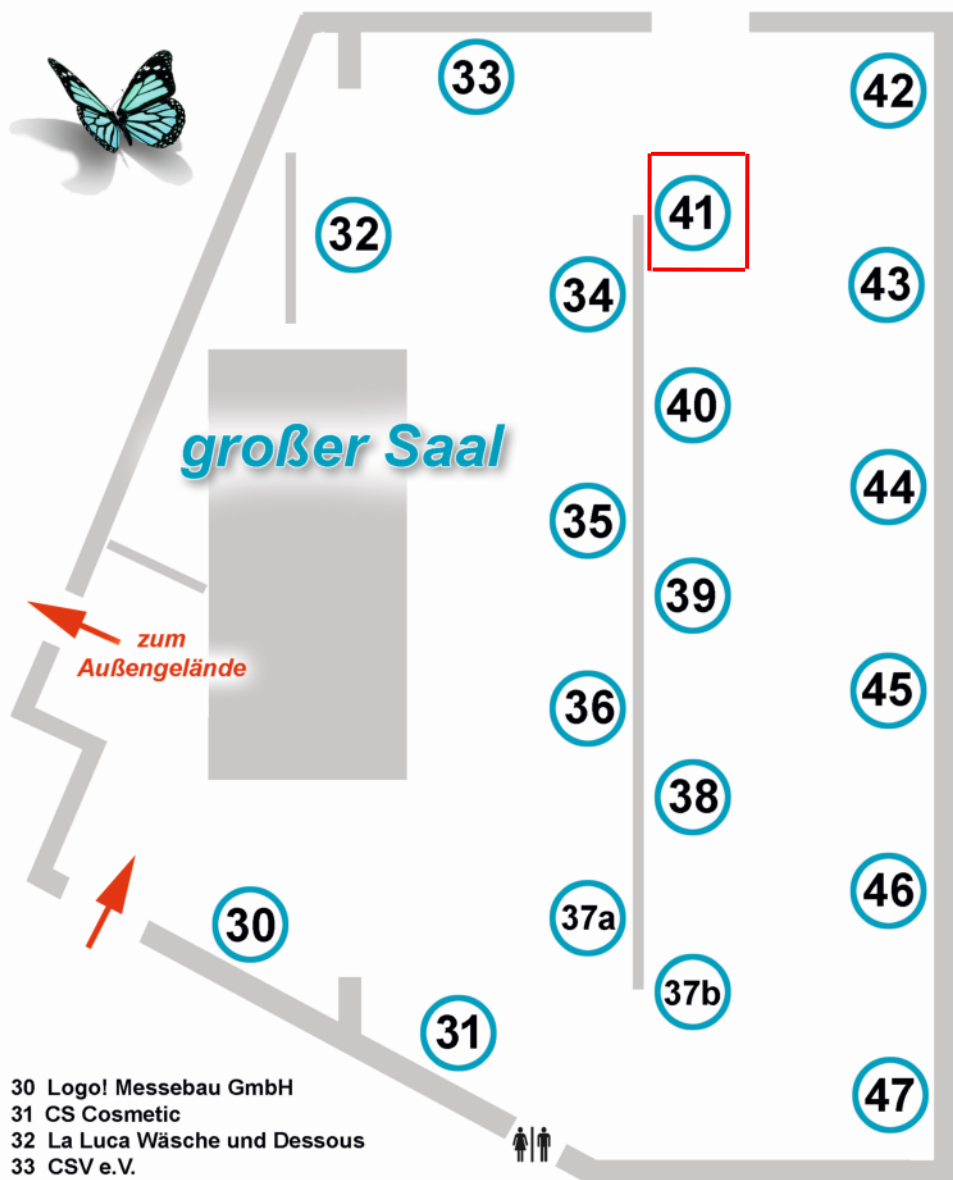 33
42
41
32
43
34
40
großer Saal
44
35
39
zum
Außengelände
45
36
38
46
37a
30
37b
31
47
30 Logo! Messebau GmbH
31 CS Cosmetic
32 La Luca Wäsche und Dessous
33 CSV e.V.